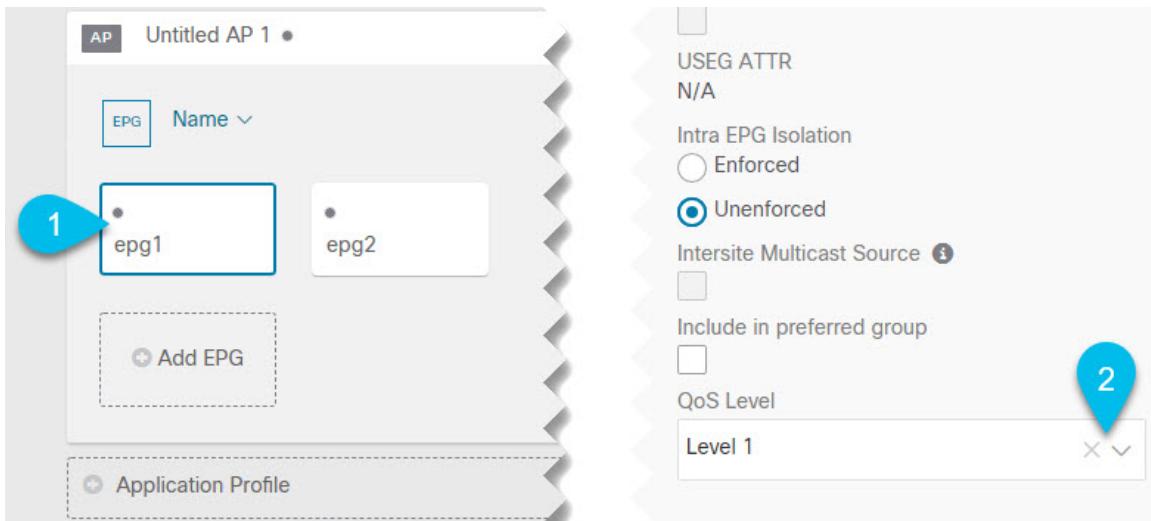 AP Untitled AP 1
EPG Name
1
epg1
epg2
Add EPG
Application Profile
USEG ATTR
N/A
Intra EPG Isolation
Enforced
Unenforced
Intersite Multicast Source i
Include in preferred group
2
QoS Level
Level 1